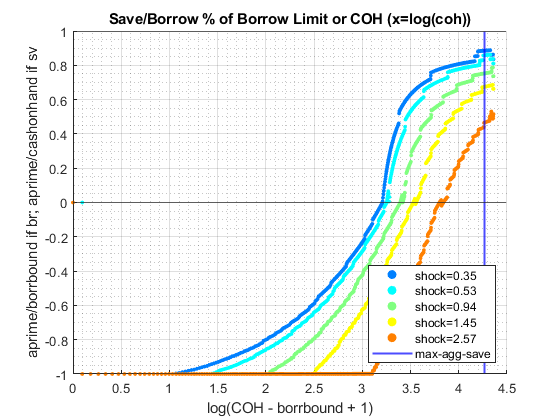 Save/Borrow % of Borrow Limit or COH (x=log(coh))
aprime/borrbound if br; aprime/cashonhand if sv
1
0.8
0.6
0.4
0.2
0
-0.2
-0.4
-0.6
-0.8
-1
shock=0.35
shock=0.53
shock=0.94
shock=1.45
shock=2.57
max-agg-save
0 0.5 1 1.5 2 2.5 3 3.5 4 4.5
log(COH - borrbound + 1)